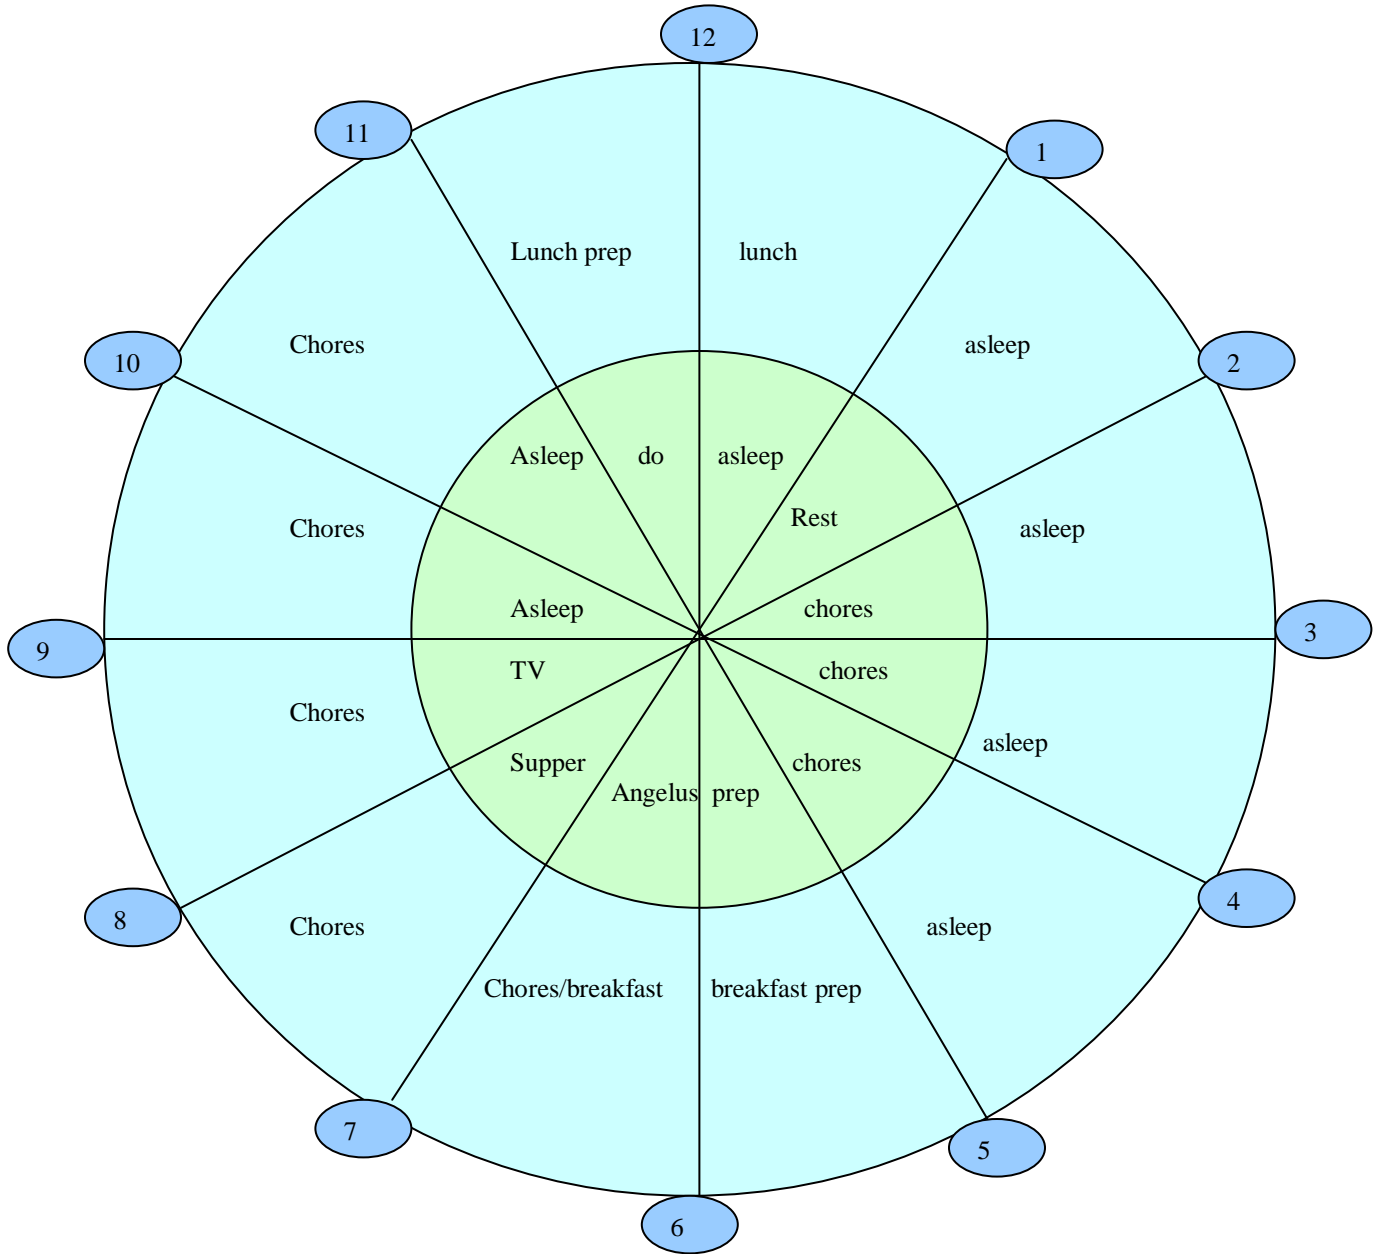 12
11
1
Lunch prep
lunch
Chores
asleep
10
2
Asleep
do
asleep
Rest
Chores
asleep
Asleep
chores
9
3
TV
chores
Chores
asleep
Supper
chores
Angelus
prep
8
4
Chores
asleep
Chores/breakfast
breakfast prep
7
5
6